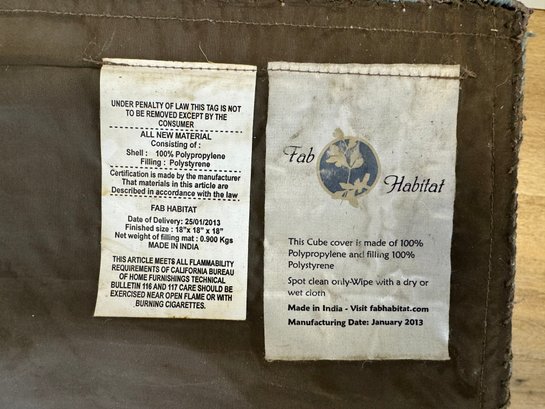 UNDER PENALTY OF LAW THIS TAG IS NOT
TO BE REMOVED EXCEPT BY THE
CONSUMER
ALL NEW MATERIAL
Consisting of :
Shell : 100% Polypropylene
Filling : Polystyrene
Certification is made by the manufacturer
That materials in this article are
Described in accordance with the law
FAB HABITAT
Date of Delivery: 25/01/2013
Finished size : 18"x 18" x 18"
Net weight of filling mat : 0.900 Kgs
MADE IN INDIA
THIS ARTICLE MEETS ALL FLAMMABILITY
REQUIREMENTS OF CALIFORNIA BUREAU
OF HOME FURNISHINGS TECHNICAL
BULLETIN 116 AND 117 CARE SHOULD BE
EXERCISED NEAR OPEN FLAME OR WITH
BURNING CIGARETTES.
Fab
Habitat
This Cube cover is made of 100%
Polypropylene and filling 100%
Polystyrene
Spot clean only-Wipe with a dry or
wet cloth
Made in India - Visit fabhabitat.com
Manufacturing Date: January 2013